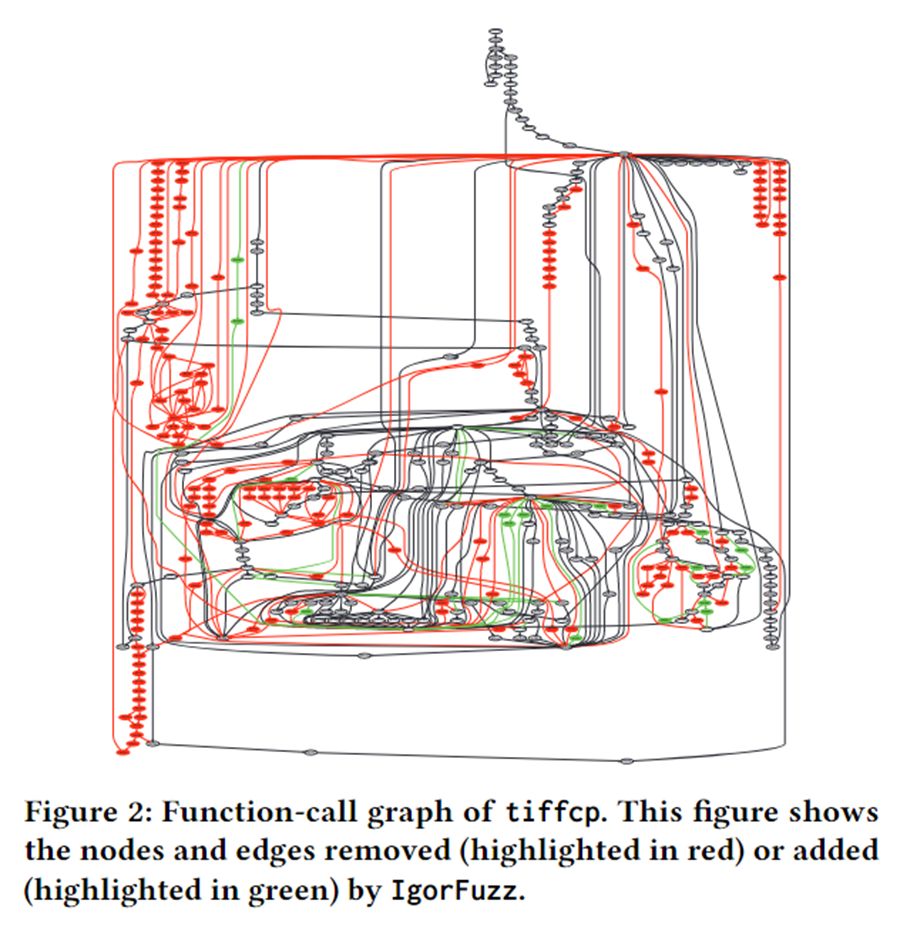 Figure 2: Function-call graph of tiffcp. This figure shows
the nodes and edges removed (highlighted in red) or added
(highlighted in green) by IgorFuzz.